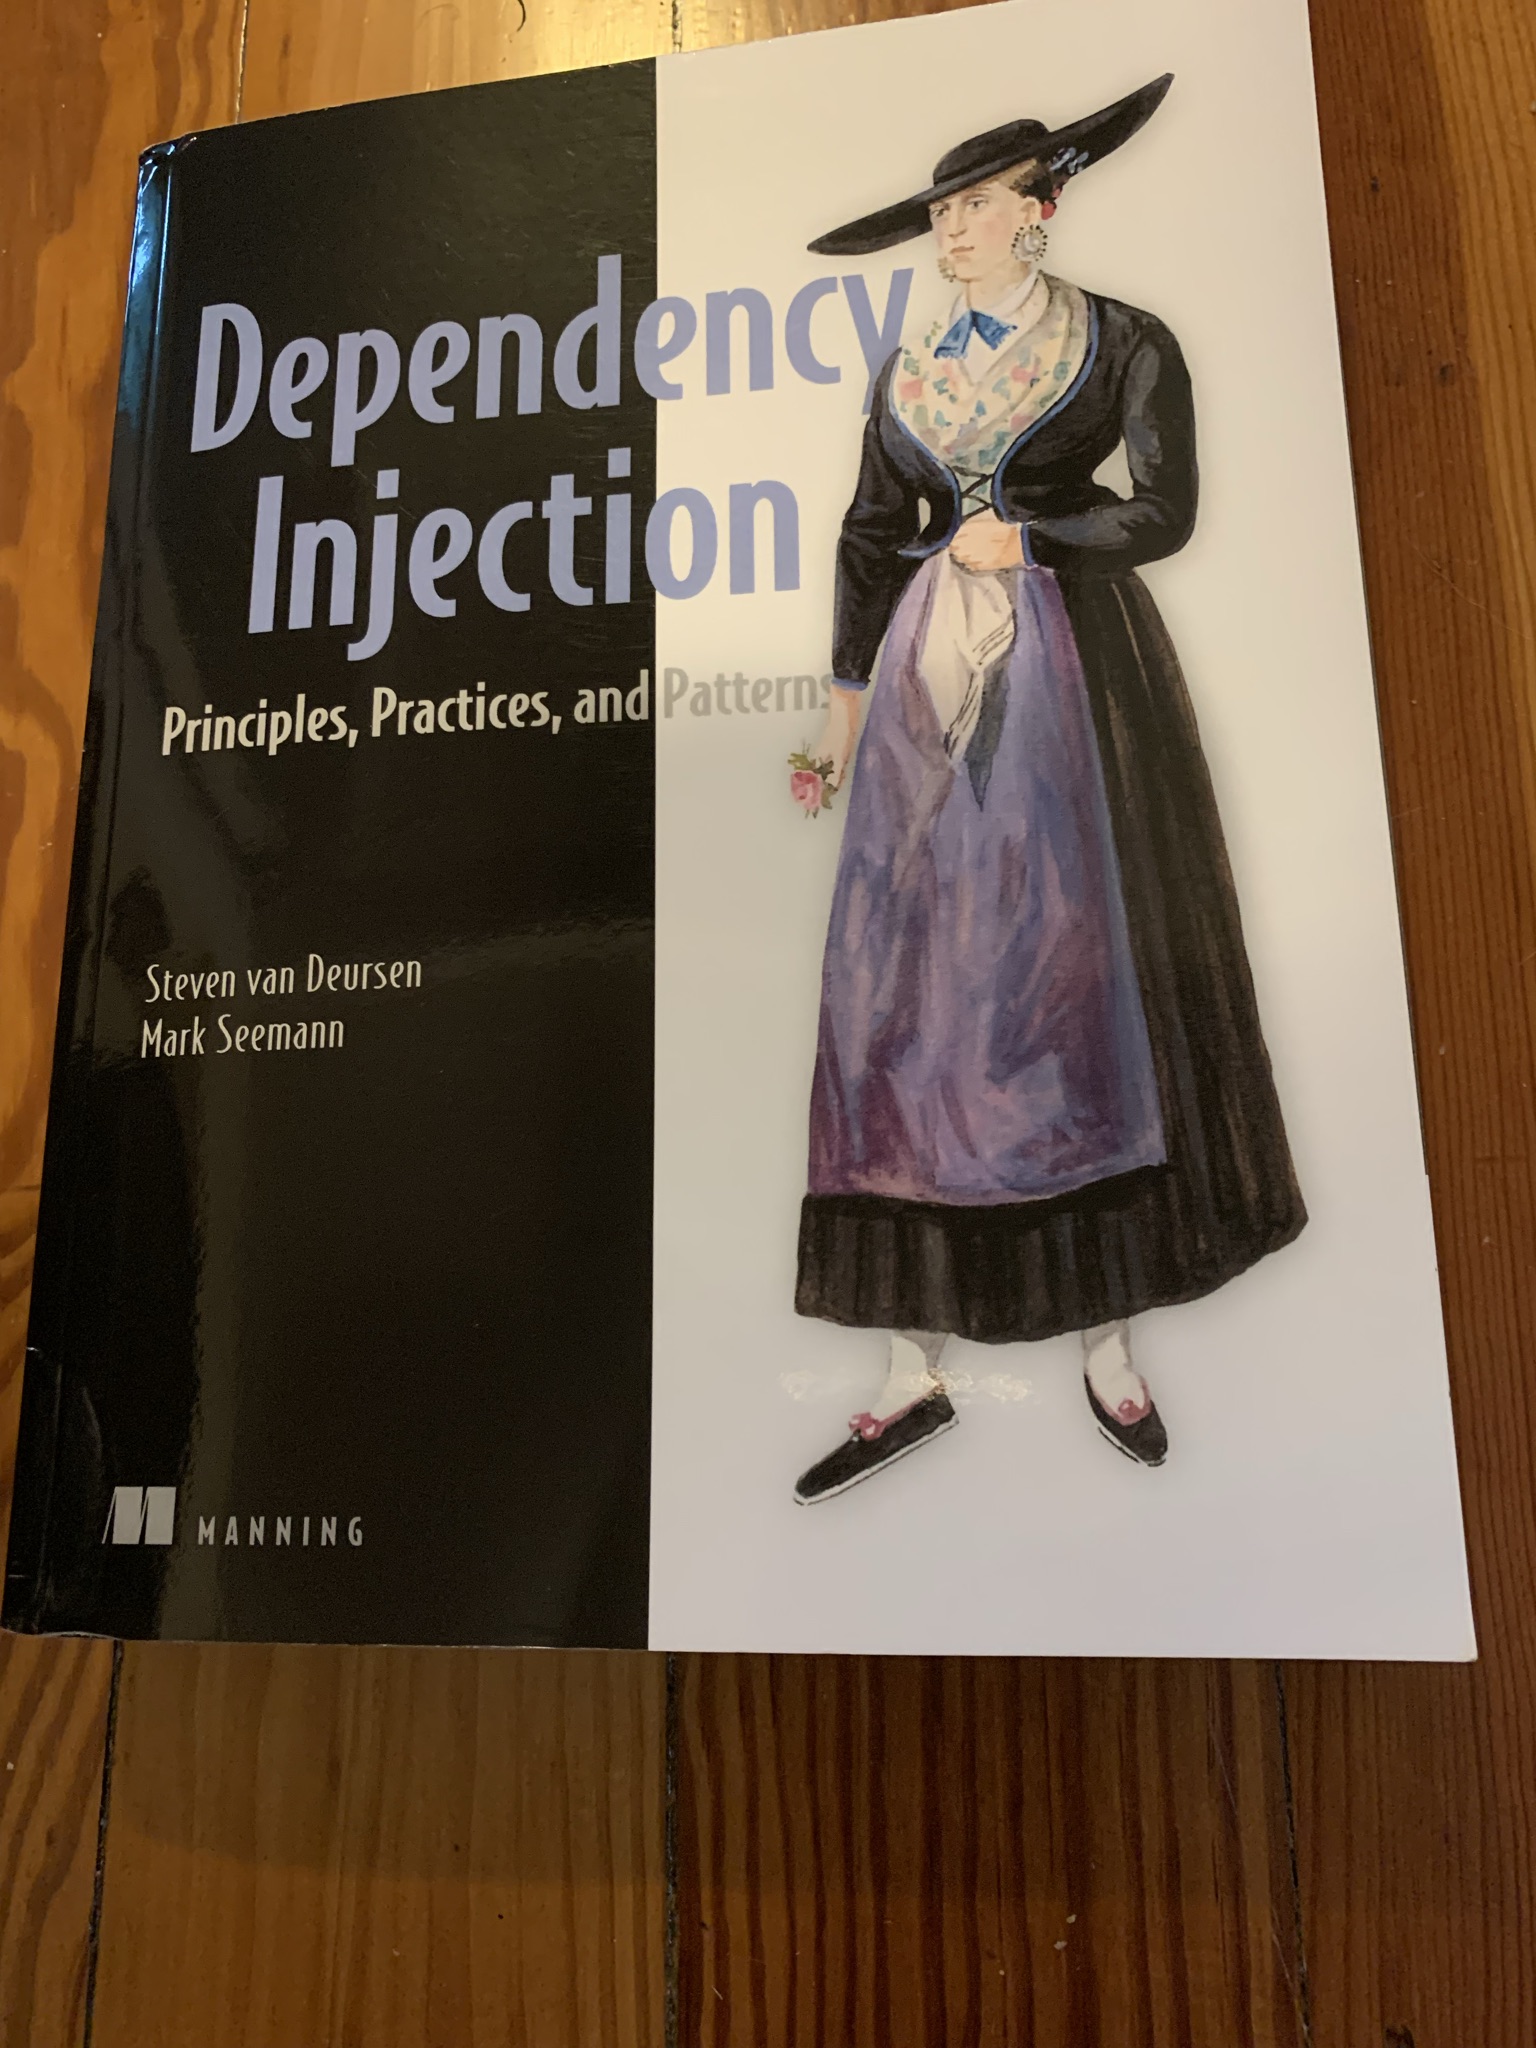 Dependency
Injection
Principles, Practices, and Patterns
Steven van Deursen
Mark Seemann
MANNING